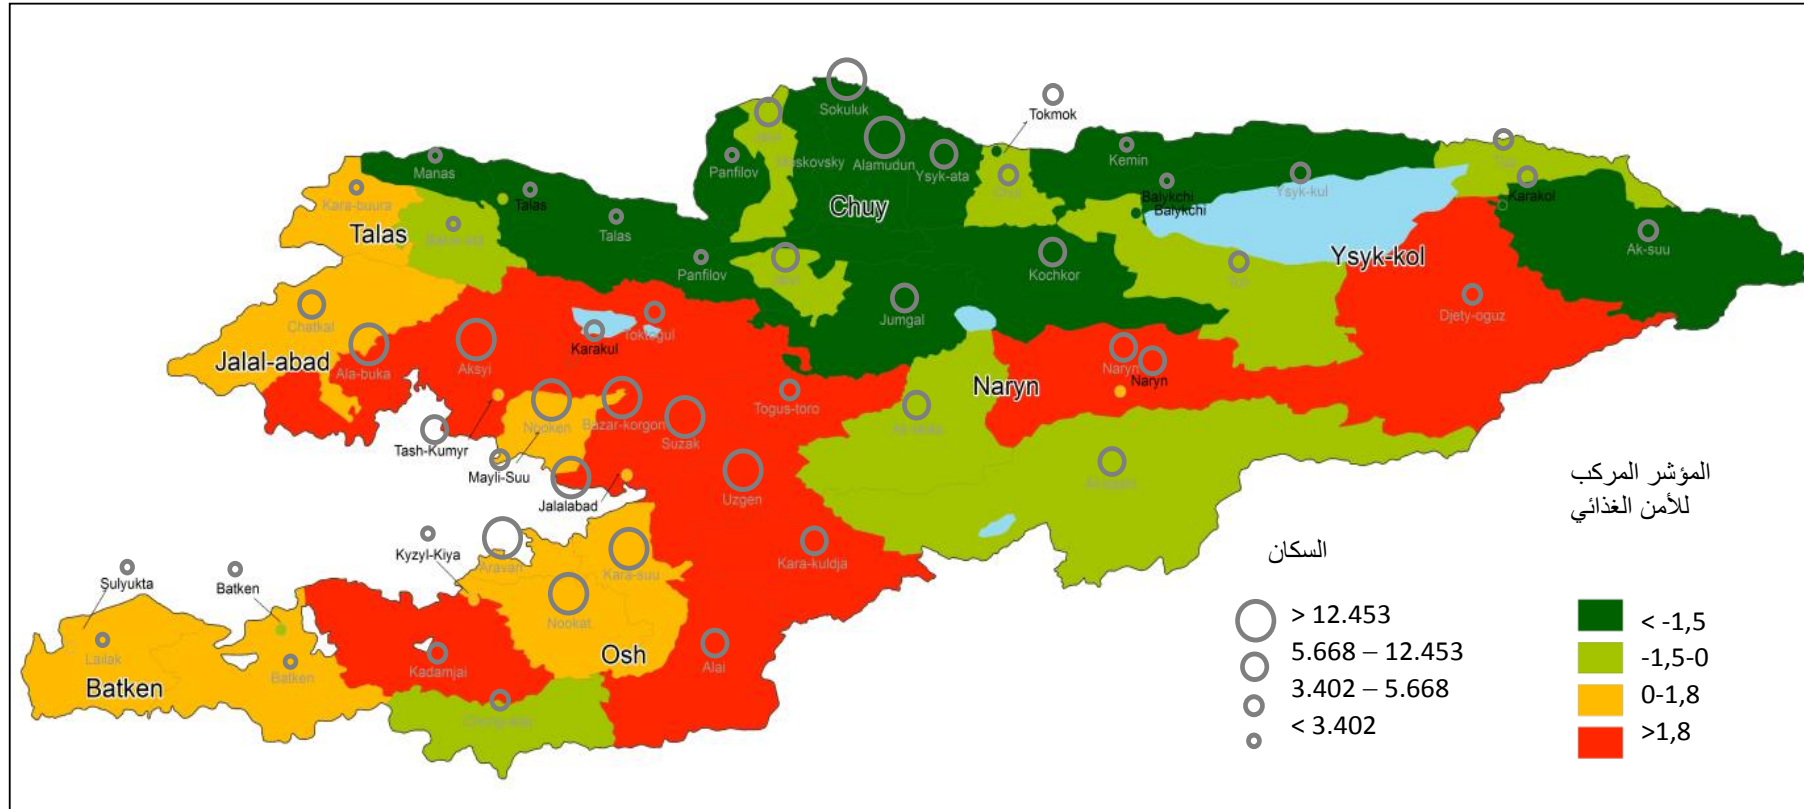 Sokuluk
Tokmok
Manas
Panfilov
Moskovsky
Alamudun
Ysyk-ata
Kemin
Ysyk-kul
Karakol
Kara-buura
Talas
Balykchi
Balykchi
Talas
Talas
Chuy
Ysyk-kol
Ak-suu
Panfilov
Kochkor
Chatkal
Jumgal
Djety-oguz
Toktogul
Karakul
Jalal-abad
Ala-buka
Aksyi
Naryn
Naryn
Naryn
Togus-toro
Nooken
Bazar-korgon
Suzak
Tash-Kumyr
Mayli-Suu
Jalalabad
Uzgen
Kyzyl-Kiya
Aravan
Kara-suu
Kara-kuldja
Sulyukta
Batken
Nookat
Lailak
Batken
Kadamjai
Osh
Alai
Batken
المؤشر المركب
للأمن الغذائي
السكان
> 12.453
5.668 – 12.453
3.402 – 5.668
< 3.402
< -1,5
-1,5-0
0-1,8
>1,8